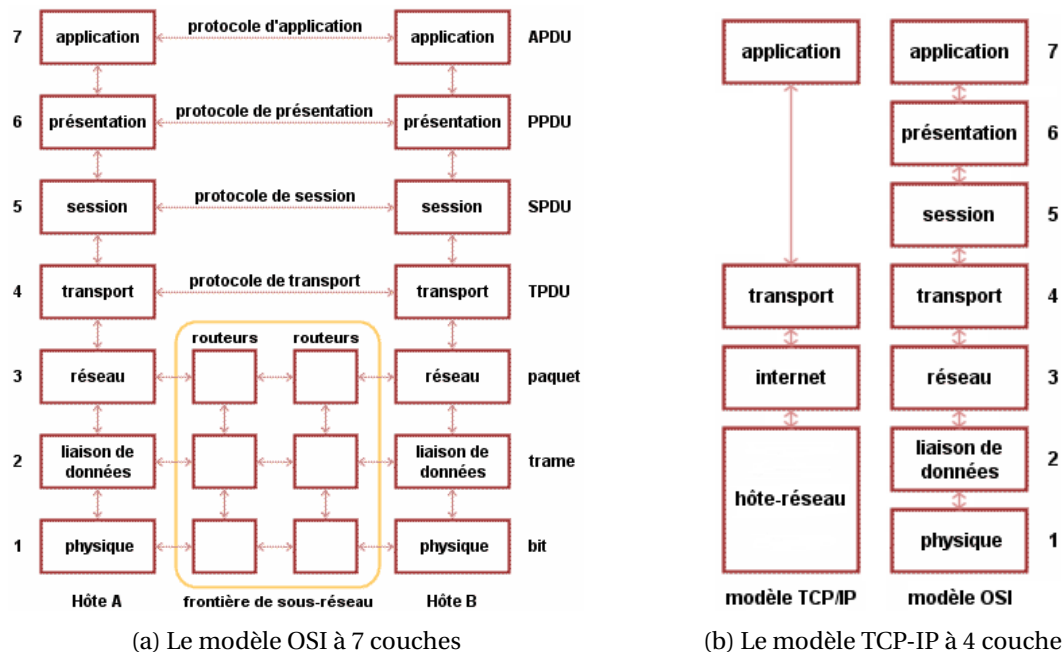 7 application protocole d'application application APDU
6 présentation protocole de présentation présentation PPDU
5 session protocole de session session SPDU
4 transport protocole de transport transport TPDU
routeurs routeurs
3 réseau réseau paquet
2 liaison de données liaison de données trame
1 physique physique bit
Hôte A frontière de sous-réseau Hôte B
(a) Le modèle OSI à 7 couches
application application 7
présentation 6
session 5
transport transport 4
internet réseau 3
hôte-réseau
liaison de données 2
physique 1
modèle TCP/IP modèle OSI
(b) Le modèle TCP-IP à 4 couche